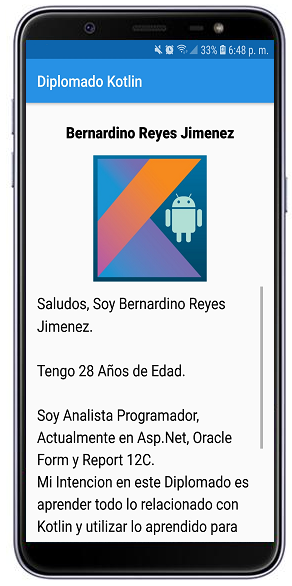 33% 6:48 p. m.
Diplomado Kotlin
Bernardino Reyes Jimenez
Saludos, Soy Bernardino Reyes
Jimenez.
Tengo 28 Años de Edad.
Soy Analista Programador,
Actualmente en Asp.Net, Oracle
Form y Report 12C.
Mi Intencion en este Diplomado es
aprender todo lo relacionado con
Kotlin y utilizar lo aprendido para